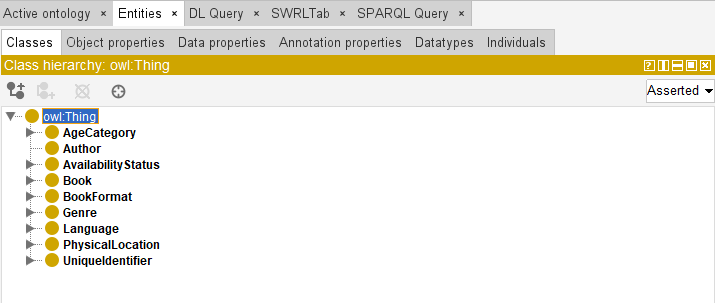 Active ontology × Entities × DL Query × SWRLTab × SPARQL Query ×
Classes Object properties Data properties Annotation properties Datatypes Individuals
Class hierarchy: owl:Thing
Asserted
owl:Thing
AgeCategory
Author
AvailabilityStatus
Book
BookFormat
Genre
Language
PhysicalLocation
UniqueIdentifier